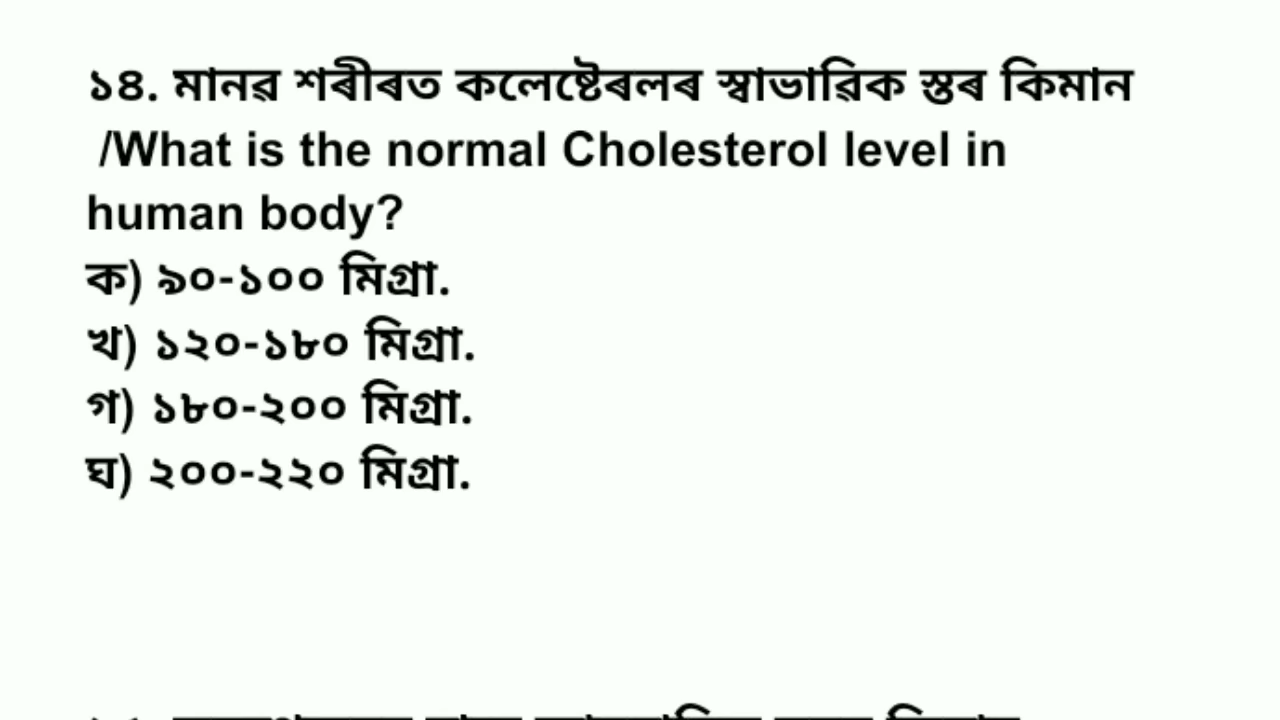 ১৪. মানৱ শৰীৰত কলেষ্টেৰলৰ স্বাভাৱিক স্তৰ কিমান
/What is the normal Cholesterol level in
human body?
ক) ৯০-১০০ মিগ্ৰা.
খ) ১২০-১৮০ মিগ্ৰা.
গ) ১৮০-২০০ মিগ্ৰা.
ঘ) ২০০-২২০ মিগ্ৰা.